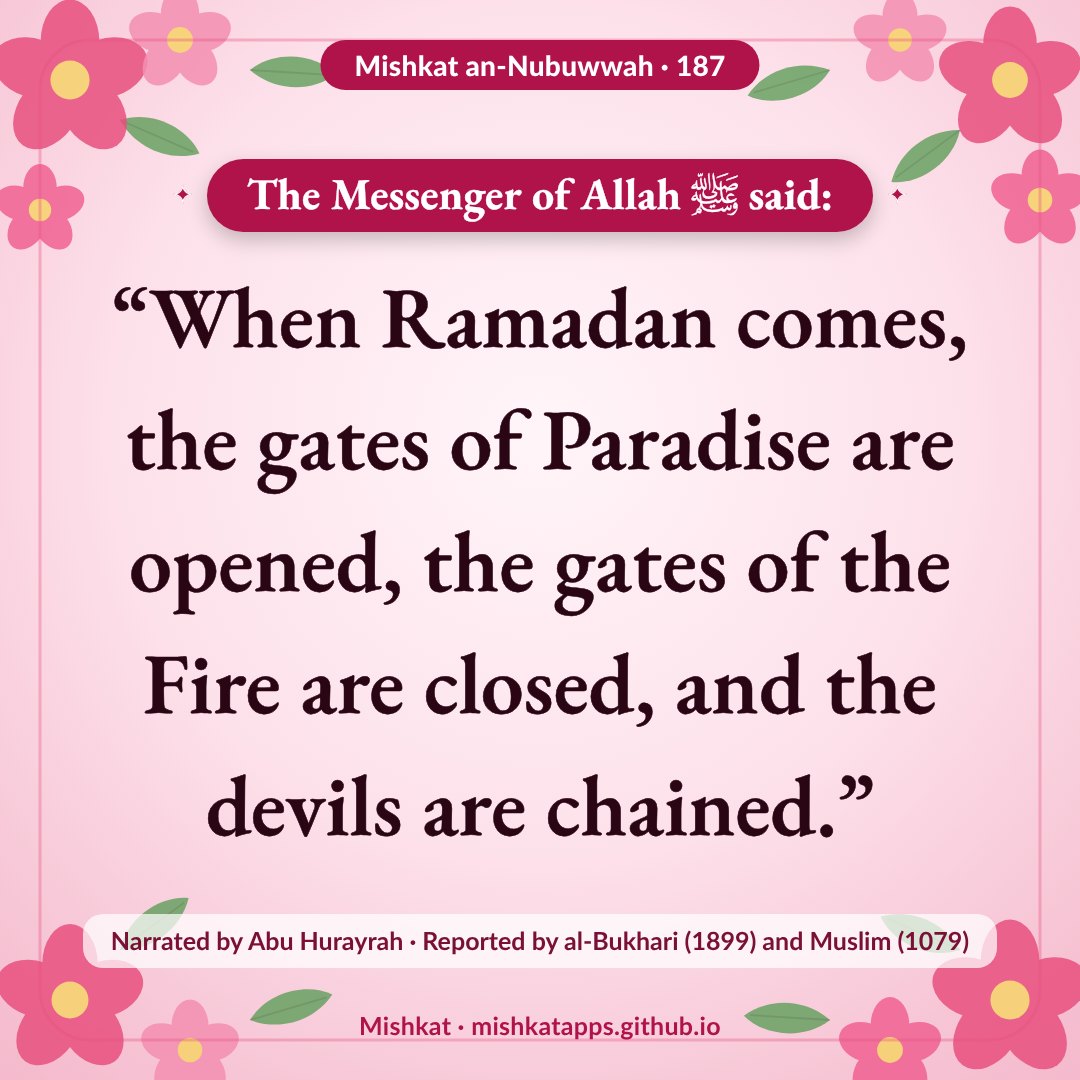 Mishkat an-Nubuwwah · 187
The Messenger of Allah ﷺ said:
“When Ramadan comes,
the gates of Paradise are
opened, the gates of the
Fire are closed, and the
devils are chained.”
Narrated by Abu Hurayrah · Reported by al-Bukhari (1899) and Muslim (1079)
Mishkat · mishkatapps.github.io